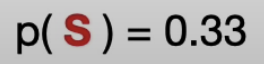 p( S ) = 0.33